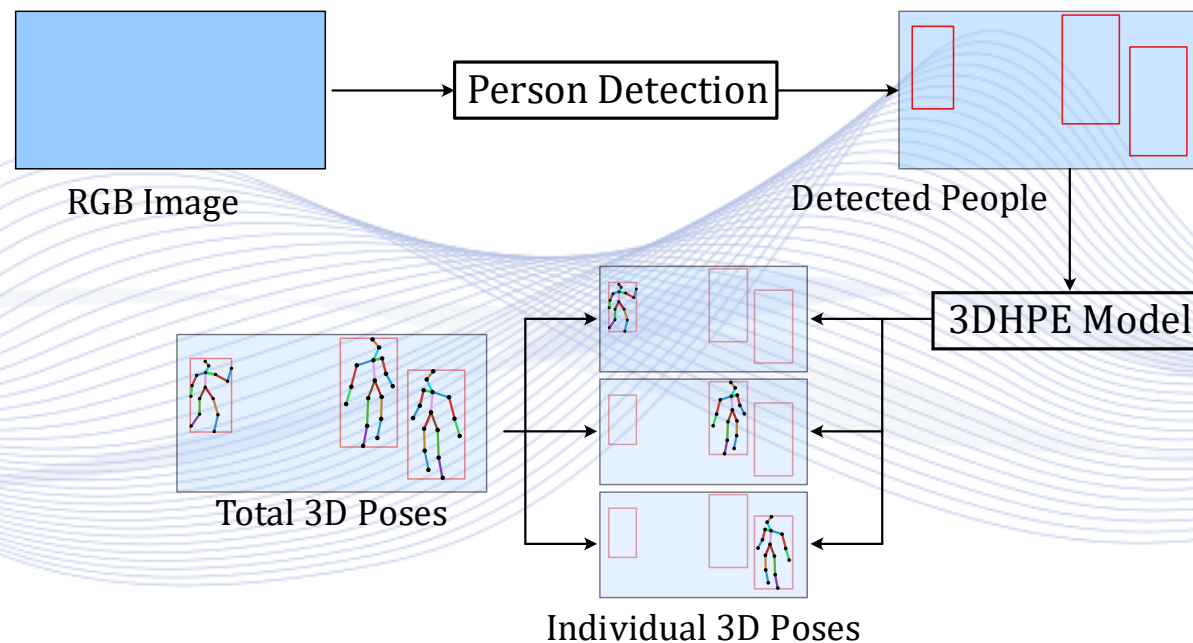 Person Detection
RGB Image
Detected People
3DHPE Model
Total 3D Poses
Individual 3D Poses